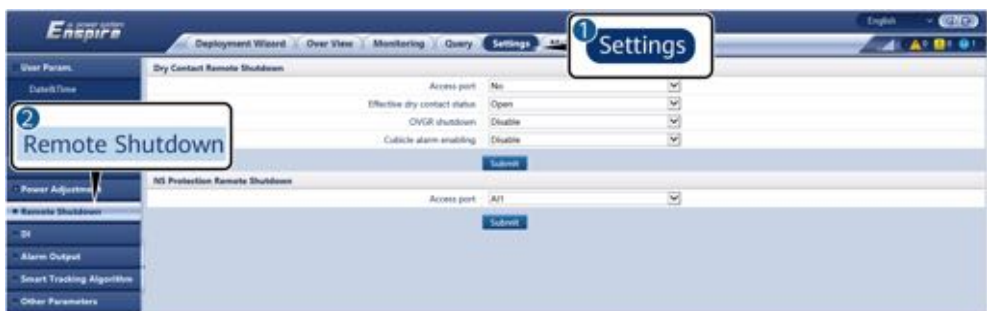 Enspire
English
Deployment Wizard
Over View
Monitoring
Query
Settings
1
Settings
User Param.
Date&Time
2
Remote Shutdown
Power Adjustment
Remote Shutdown
DI
Alarm Output
Smart Tracking Algorithm
Other Parameters
Dry Contact Remote Shutdown
Access port No
Effective dry contact status Open
OVGR shutdown Disable
Cubicle alarm enabling Disable
Submit
NS Protection Remote Shutdown
Access port AI1
Submit